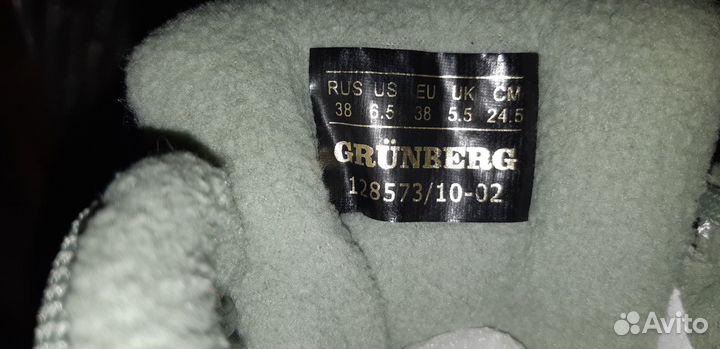 RUS US EU UK CM
38 6.5 38 5.5 24.5
GRÜNBERG
128573/10-02
Avito